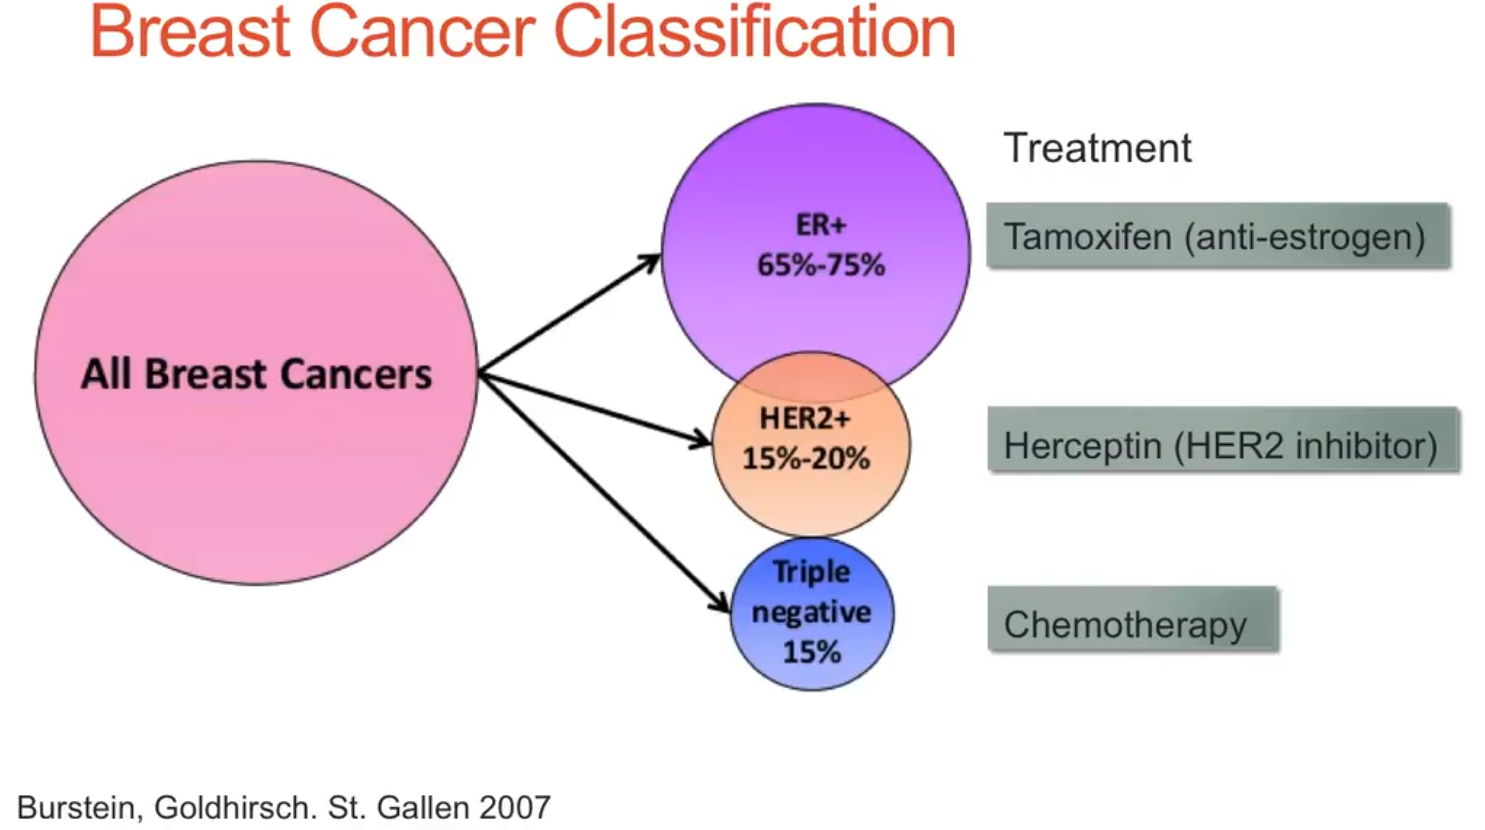 Breast Cancer Classification
Treatment
ER+
65%-75%
Tamoxifen (anti-estrogen)
All Breast Cancers
HER2+
15%-20%
Herceptin (HER2 inhibitor)
Triple
negative
15%
Chemotherapy
Burstein, Goldhirsch. St. Gallen 2007